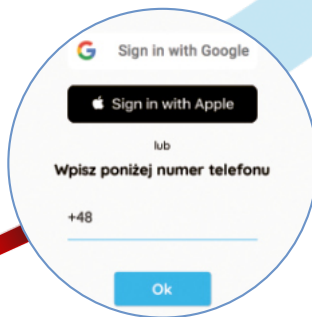 Sign in with Google
Sign in with Apple
lub
Wpisz poniżej numer telefonu
+48
Ok